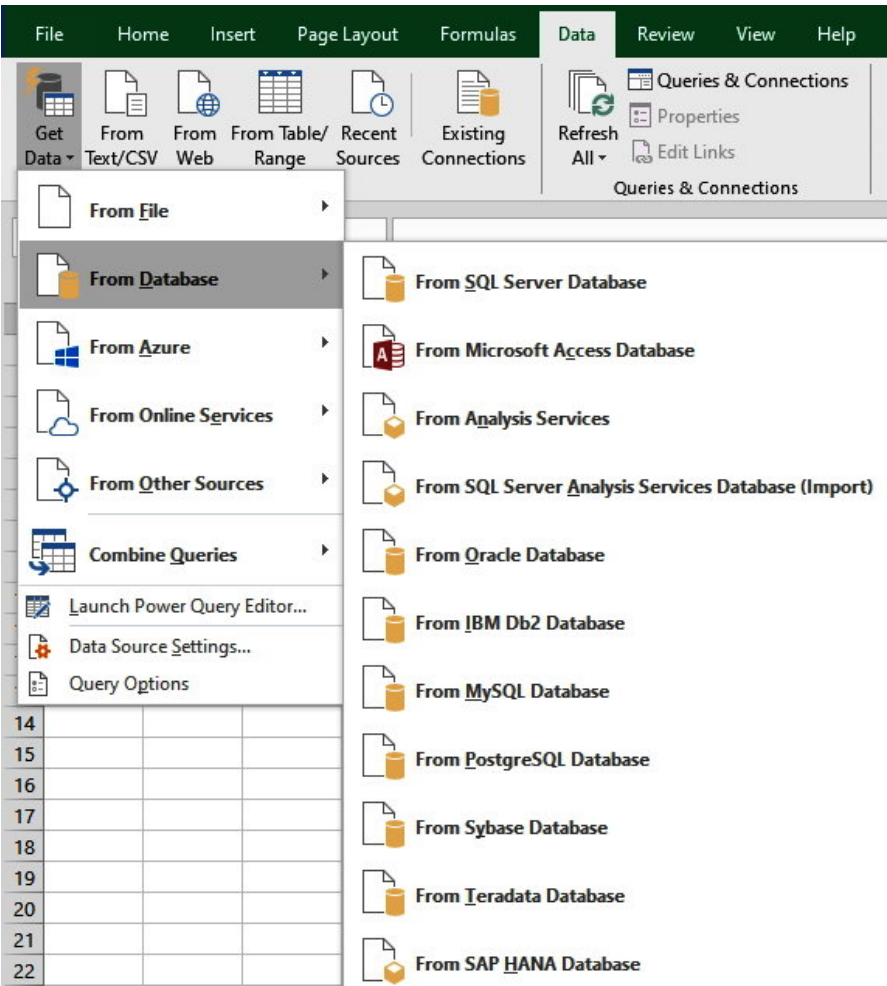 File Home Insert Page Layout Formulas Data Review View Help
Get Data
From Text/CSV
From Web
From Table/ Range
Recent Sources
Existing Connections
Refresh All
Queries & Connections
Properties
Edit Links
Queries & Connections
From File
From Database
From Azure
From Online Services
From Other Sources
Combine Queries
Launch Power Query Editor...
Data Source Settings...
Query Options
From SQL Server Database
From Microsoft Access Database
From Analysis Services
From SQL Server Analysis Services Database (Import)
From Oracle Database
From IBM Db2 Database
From MySQL Database
From PostgreSQL Database
From Sybase Database
From Teradata Database
From SAP HANA Database
14
15
16
17
18
19
20
21
22